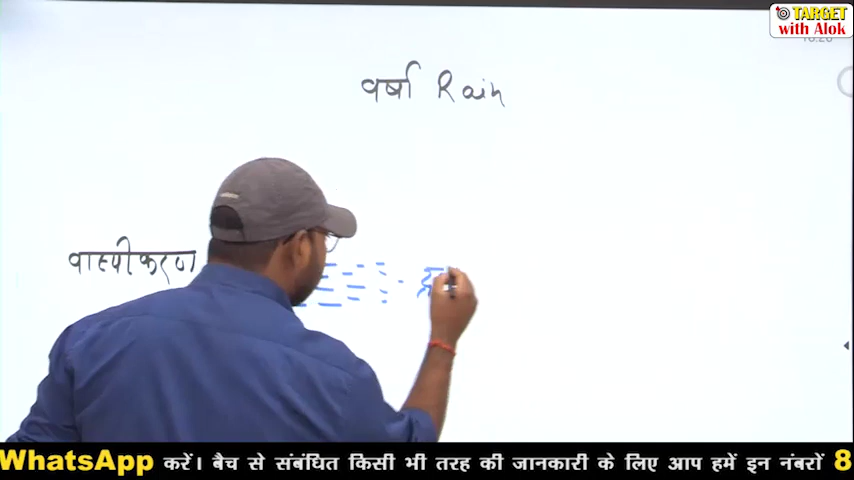 TARGET
with Alok
वर्षा Rain
वाष्पीकरण
WhatsApp करें। बैच से संबंधित किसी भी तरह की जानकारी के लिए आप हमें इन नंबरों 8